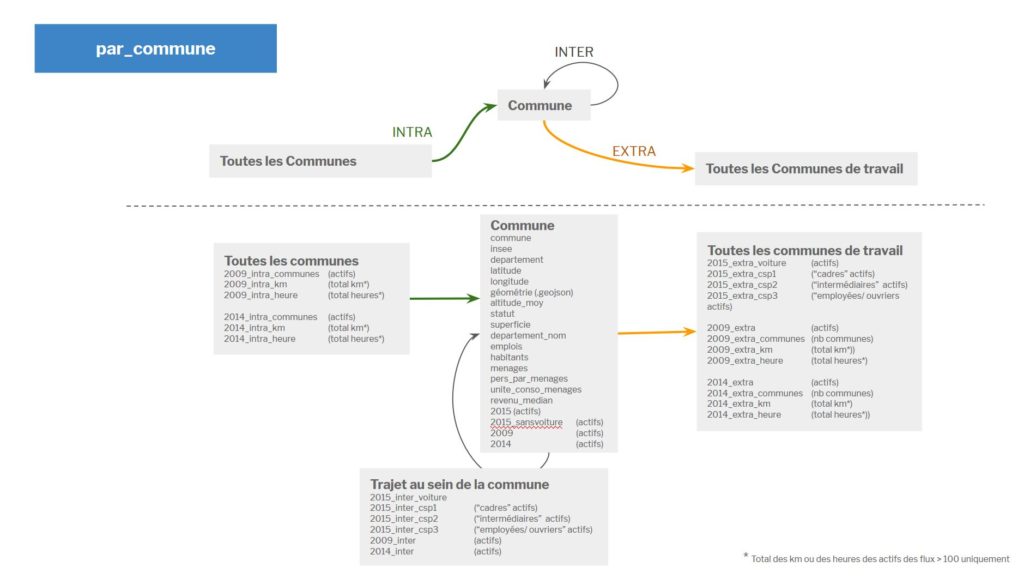 par_commune
INTER
Commune
INTRA
EXTRA
Toutes les Communes
Toutes les Communes de travail
Toutes les communes
2009_intra_communes (actifs)
2009_intra_km (total km*)
2009_intra_heure (total heures*)
2014_intra_communes (actifs)
2014_intra_km (total km*)
2014_intra_heure (total heures*)
Commune
commune
insee
departement
latitude
longitude
géométrie (.geojson)
altitude_moy
statut
superficie
departement_nom
emplois
habitants
menages
pers_par_menages
unite_conso_menages
revenu_median
2015 (actifs)
2015_sansvoiture (actifs)
2009 (actifs)
2014 (actifs)
Toutes les communes de travail
2015_extra_voiture (actifs)
2015_extra_csp1 (“cadres” actifs)
2015_extra_csp2 (“intermédiaires” actifs)
2015_extra_csp3 (“employées/ ouvriers
actifs)
2009_extra (actifs)
2009_extra_communes (nb communes)
2009_extra_km (total km*))
2009_extra_heure (total heures*)
2014_extra (actifs)
2014_extra_communes (nb communes)
2014_extra_km (total km*)
2014_extra_heure (total heures*))
Trajet au sein de la commune
2015_inter_voiture
2015_inter_csp1 (“cadres” actifs)
2015_inter_csp2 (“intermédiaires” actifs)
2015_inter_csp3 (“employées/ ouvriers” actifs)
2009_inter (actifs)
2014_inter (actifs)
* Total des km ou des heures des actifs des flux > 100 uniquement